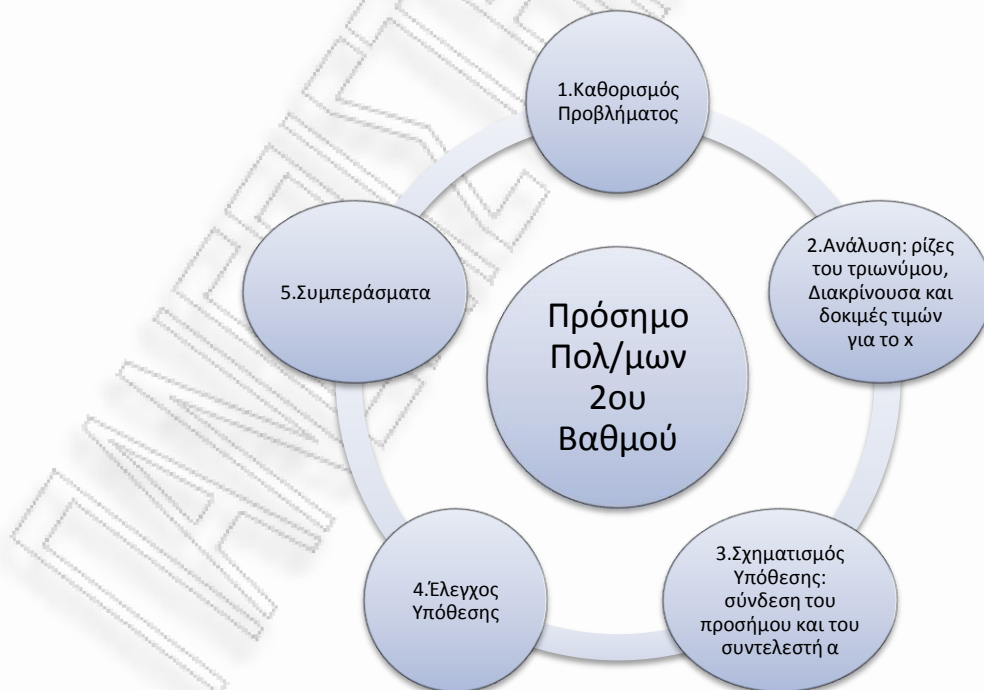 1.Καθορισμός
Προβλήματος
2.Ανάλυση: ρίζες
του τριωνύμου,
Διακρίνουσα και
δοκιμές τιμών
για το x
3.Σχηματισμός
Υπόθεσης:
σύνδεση του
προσήμου και του
συντελεστή α
4.Έλεγχος
Υπόθεσης
5.Συμπεράσματα
Πρόσημο
Πολ/μων
2ου
Βαθμού